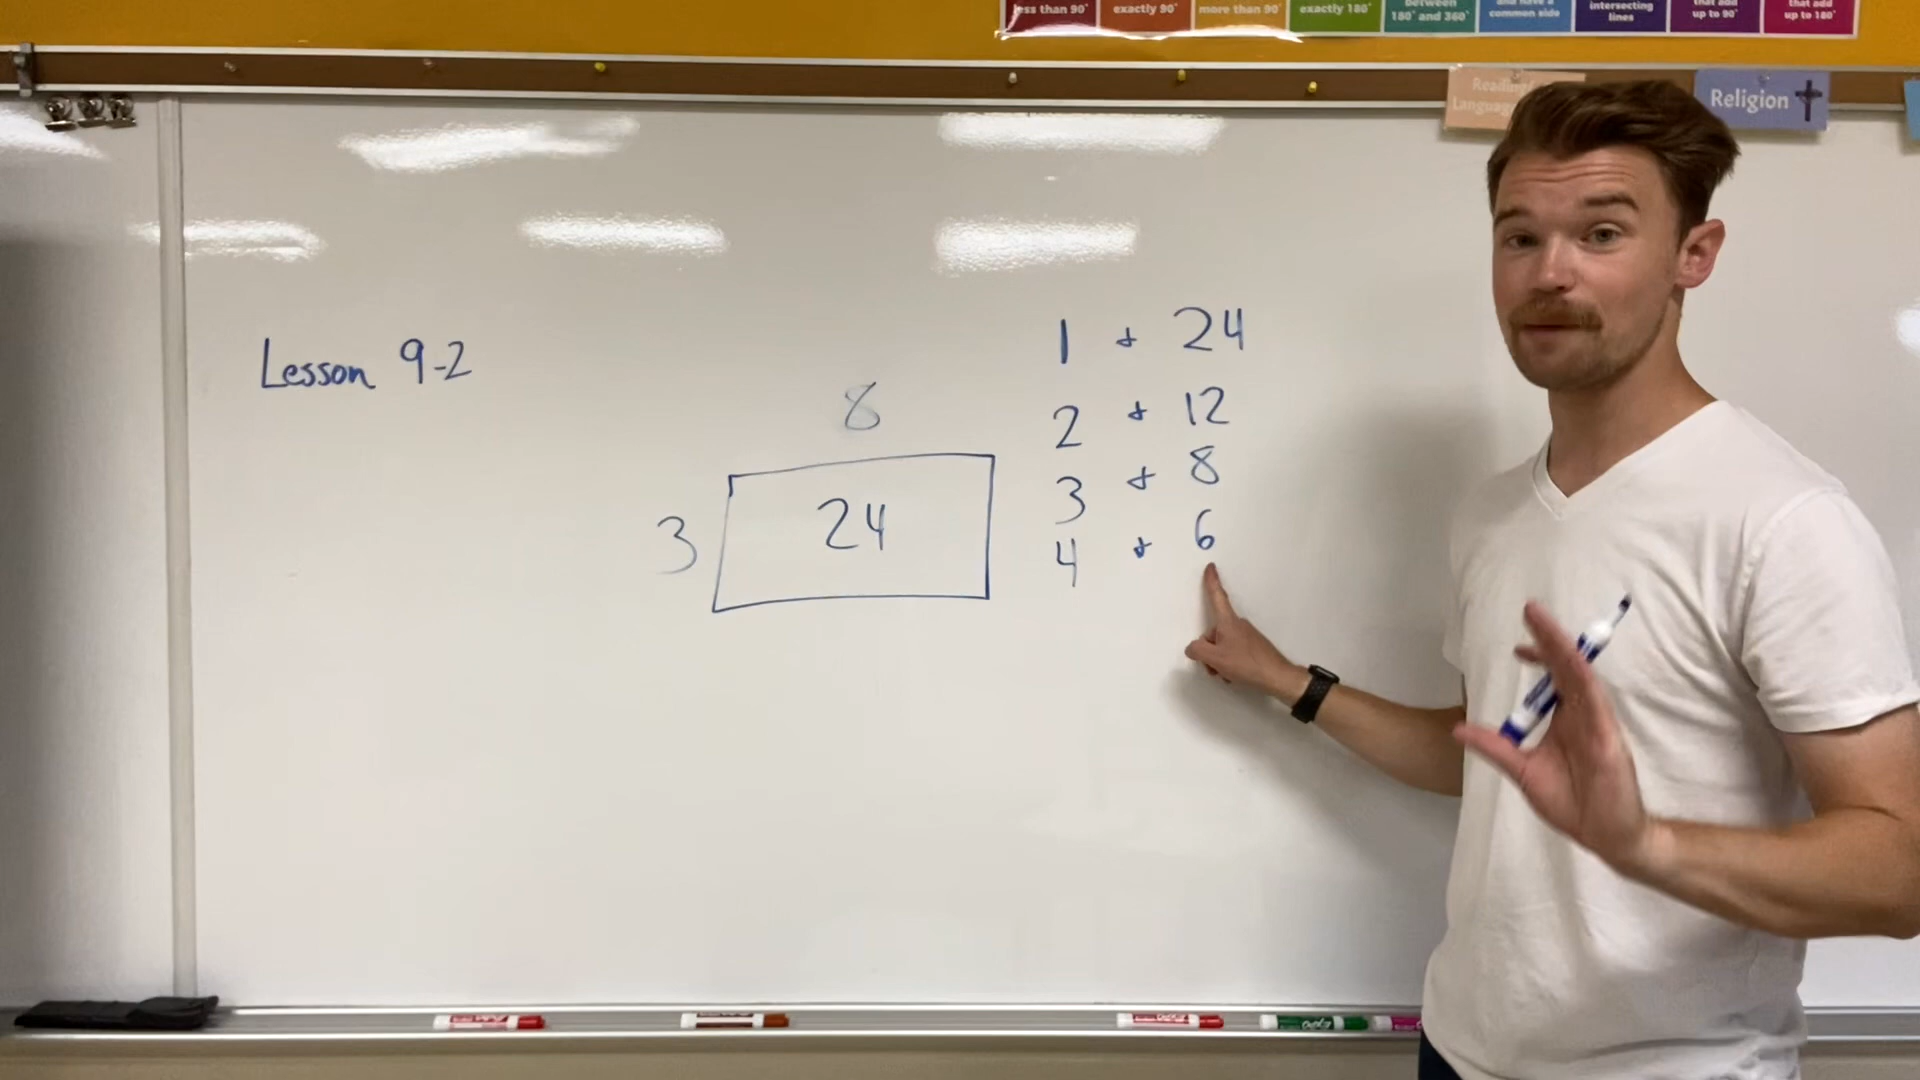 less than 90°
exactly 90°
more than 90°
exactly 180°
between
180° and 360°
and have a
common side
intersecting
lines
that add
up to 90°
that add
up to 180°
Religion
Lesson 9-2
8
3
24
1 + 24
2 + 12
3 + 8
4 + 6